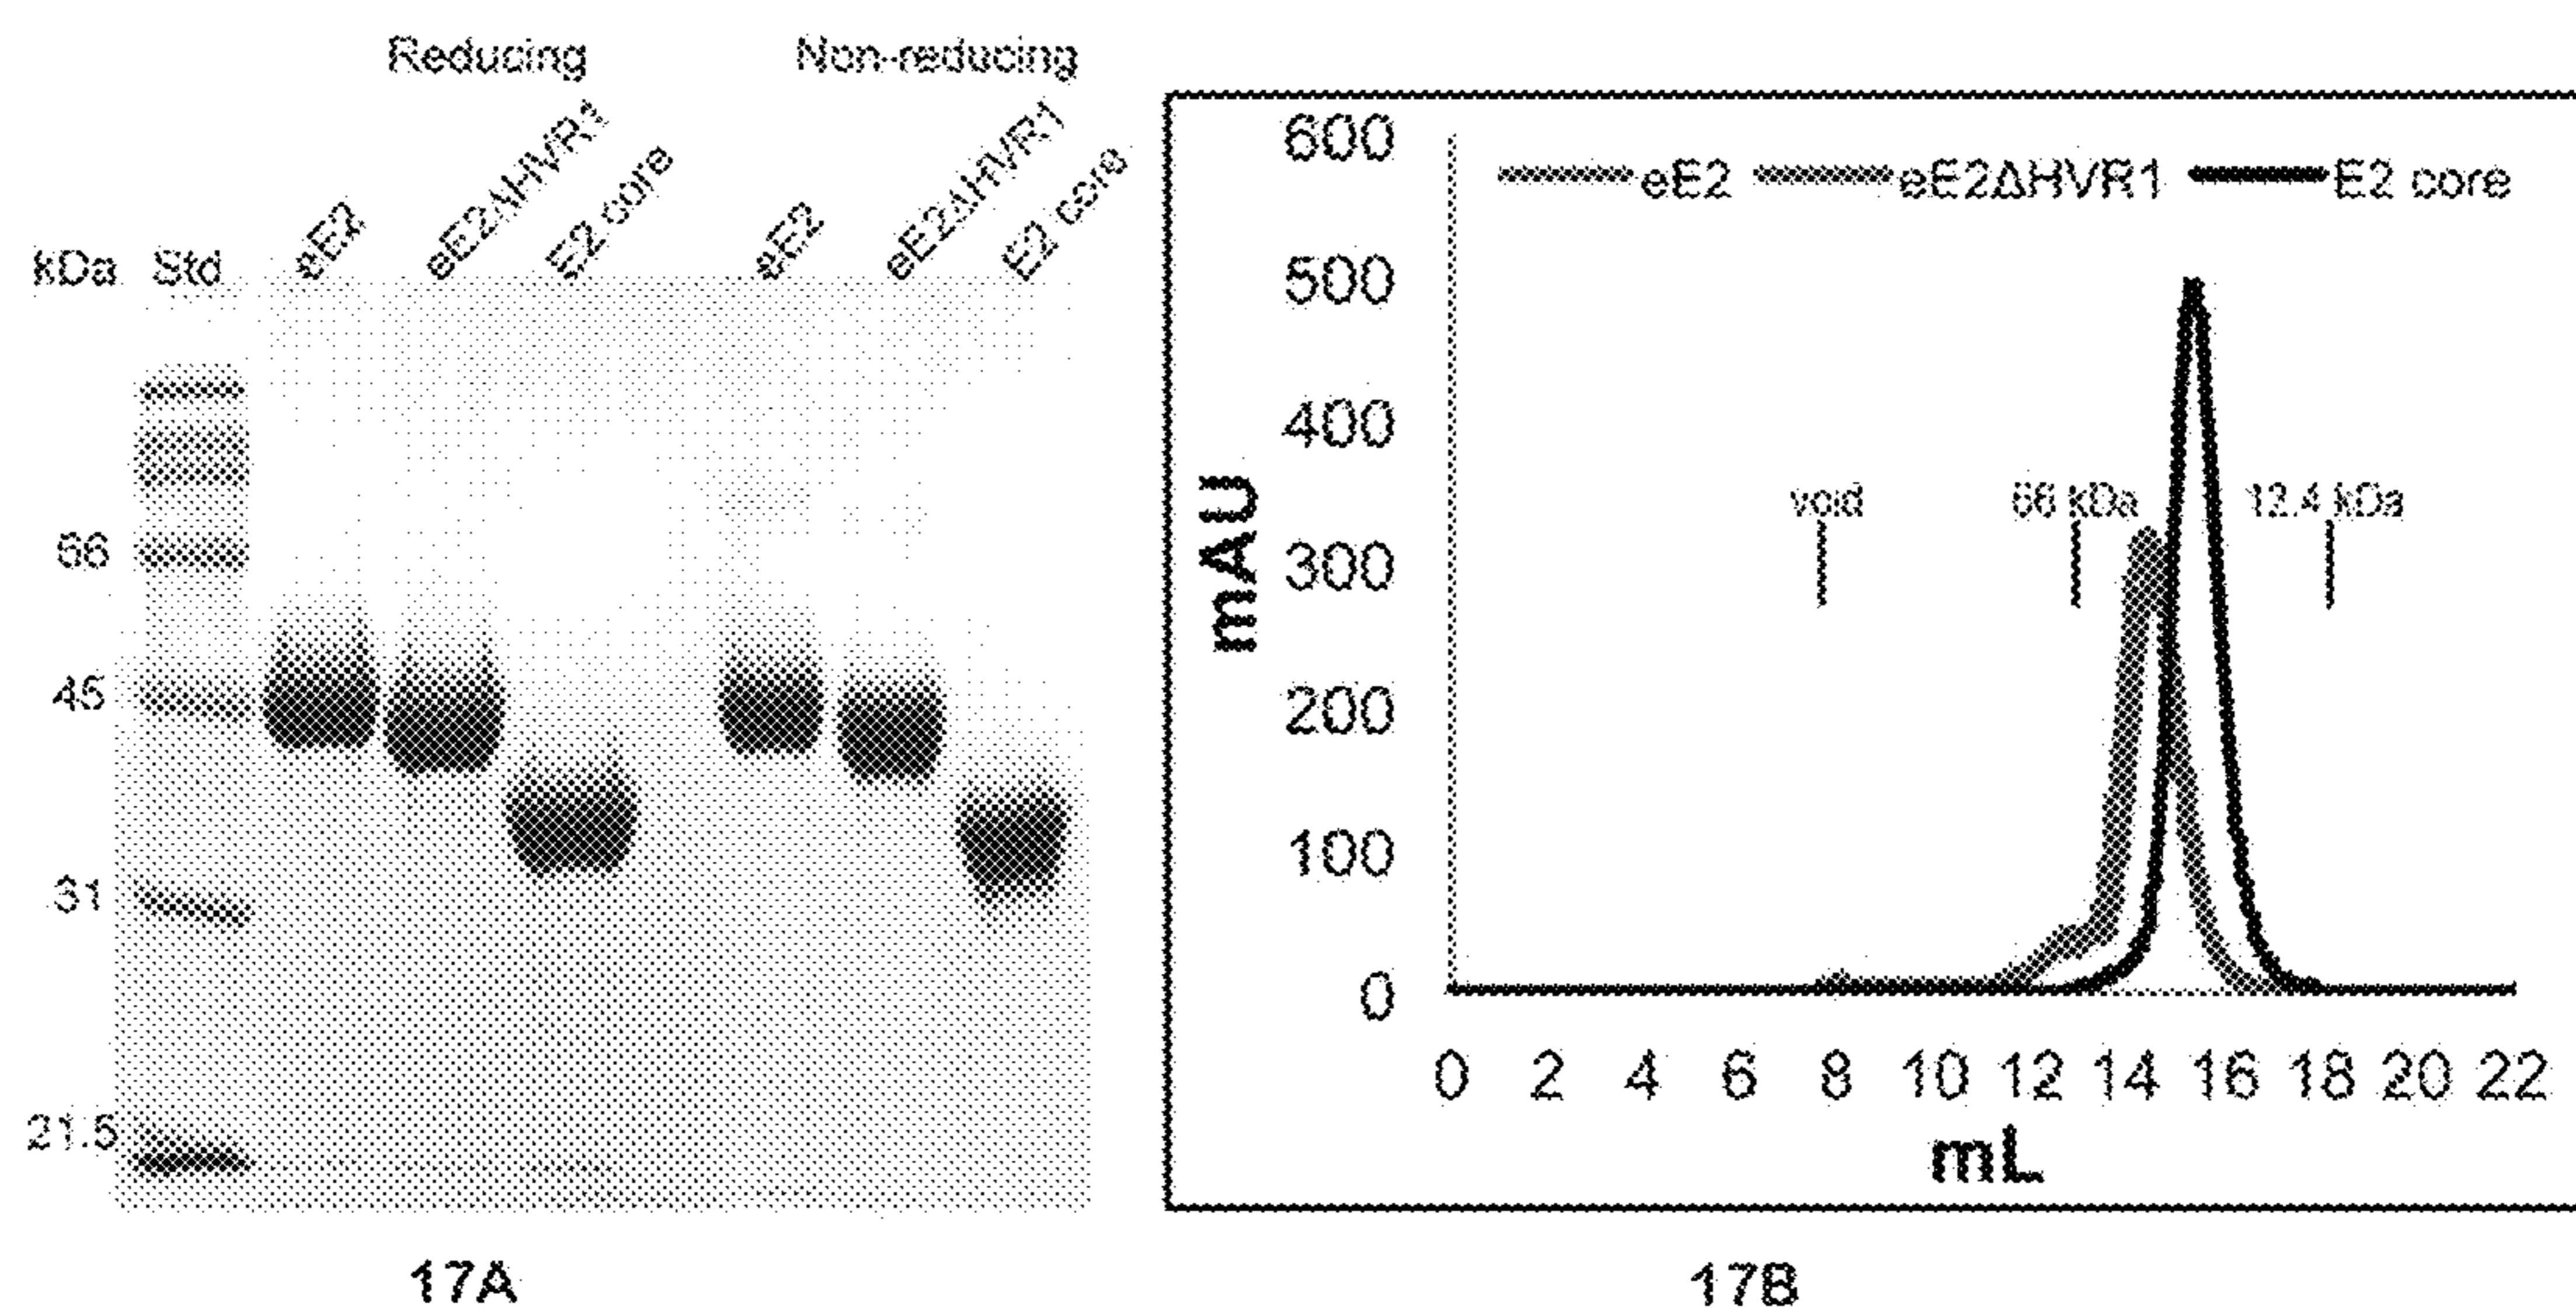 Reducing Non-reducing
kDa Std eE2 eE2ΔHVR1 E2 core eE2 eE2ΔHVR1 E2 core
66
45
31
21.5
17A
600
500
400
300
200
100
0
mAU
eE2 eE2ΔHVR1 E2 core
void 66 kDa 12.4 kDa
0 2 4 6 8 10 12 14 16 18 20 22
mL
17B